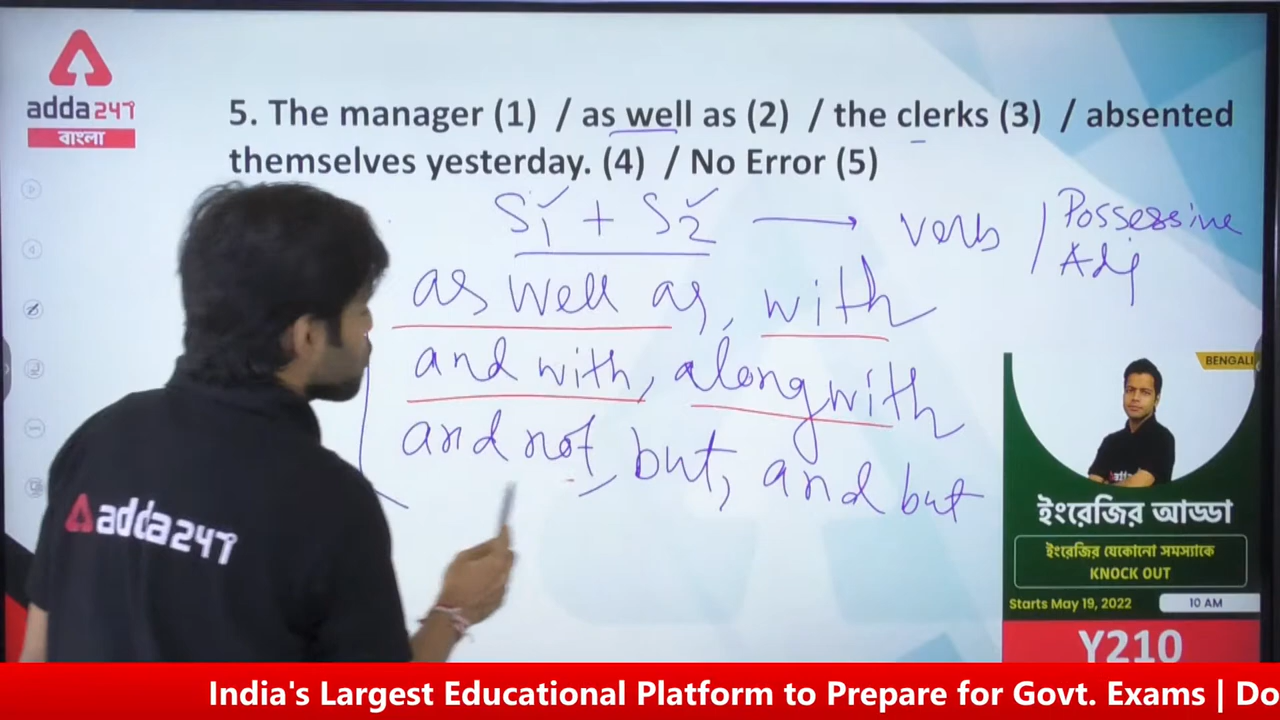 adda247
বাংলা
5. The manager (1) / as well as (2) / the clerks (3) / absented
themselves yesterday. (4) / No Error (5)
S1 + S2 → verb / Possessive
Adj
as well as, with
and with, along with
and not, but, and but
adda247
BENGALI
ইংরেজির আড্ডা
ইংরেজির যেকোনো সমস্যাকে
KNOCK OUT
Starts May 19, 2022 10 AM
Y210
India's Largest Educational Platform to Prepare for Govt. Exams | Do